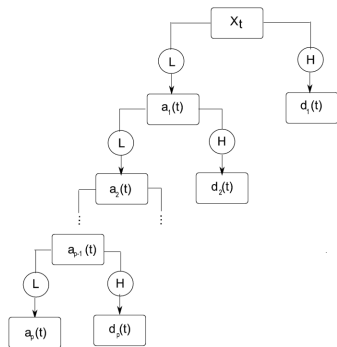 X_t
L H
a_1(t) d_1(t)
L H
a_2(t) d_2(t)
a_{p-1}(t)
L H
a_p(t) d_p(t)